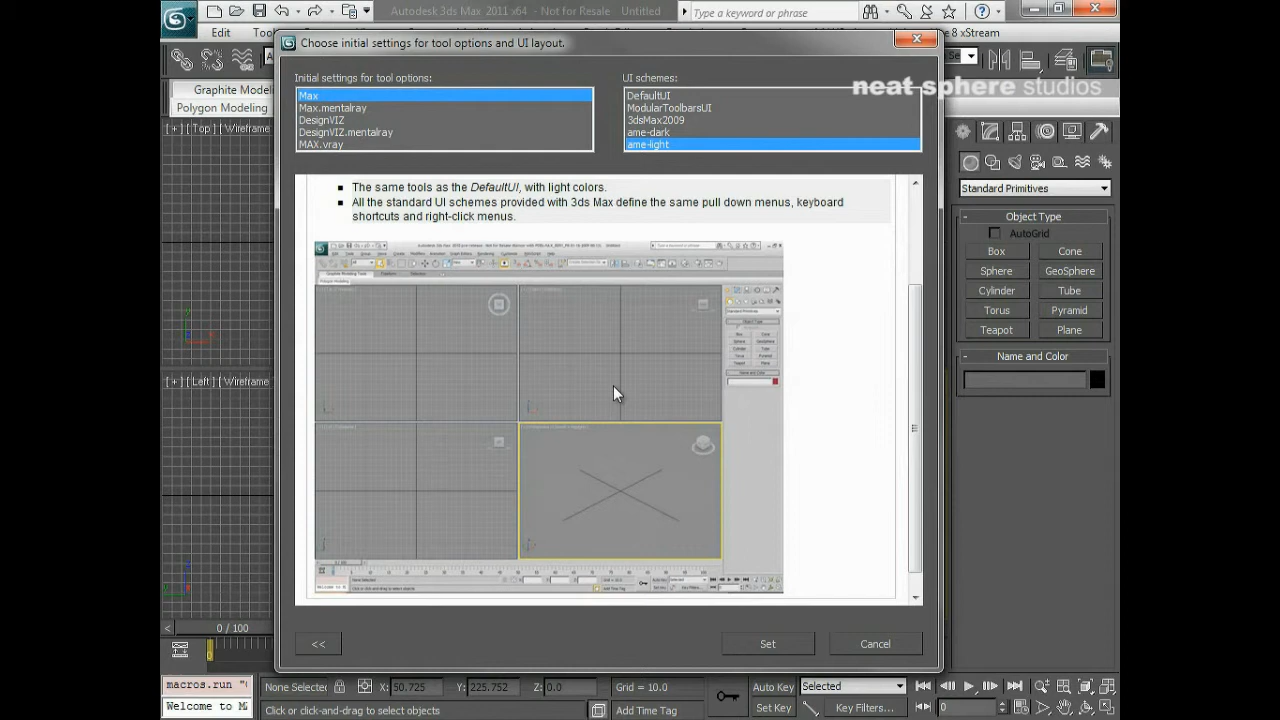 Autodesk 3ds Max 2011 x64 - Not for Resale Untitled
Type a keyword or phrase
Choose initial settings for tool options and UI layout.
Edit
8 xStream
Initial settings for tool options:
Max
Max.mentalray
DesignVIZ
DesignVIZ.mentalray
MAX.vray
UI schemes:
DefaultUI
ModularToolbarsUI
3dsMax2009
ame-dark
ame-light
neat sphere studios
Polygon Modeling
[+][Top][Wireframe
The same tools as the DefaultUI, with light colors.
All the standard UI schemes provided with 3ds Max define the same pull down menus, keyboard
shortcuts and right-click menus.
Standard Primitives
- Object Type
AutoGrid
Box Cone
Sphere GeoSphere
Cylinder Tube
Torus Pyramid
Teapot Plane
- Name and Color
[+][Left][Wireframe
< 0 / 100
0
<< Set Cancel
macros.run "
Welcome to M
None Selecte X: 50.725 Y: 225.752 Z: 0.0 Grid = 10.0 Auto Key Selected
Click or click-and-drag to select objects Add Time Tag Set Key Key Filters... 0